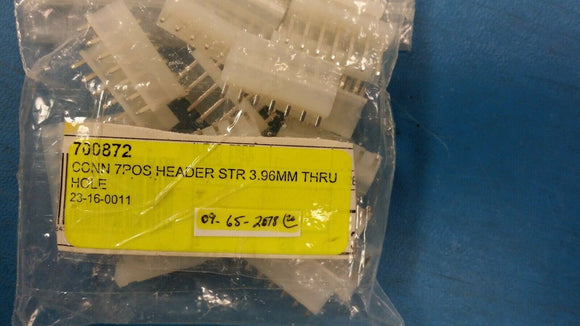 700872
CONN 7POS HEADER STR 3.96MM THRU
HOLE
23-16-0011
09-65-2078